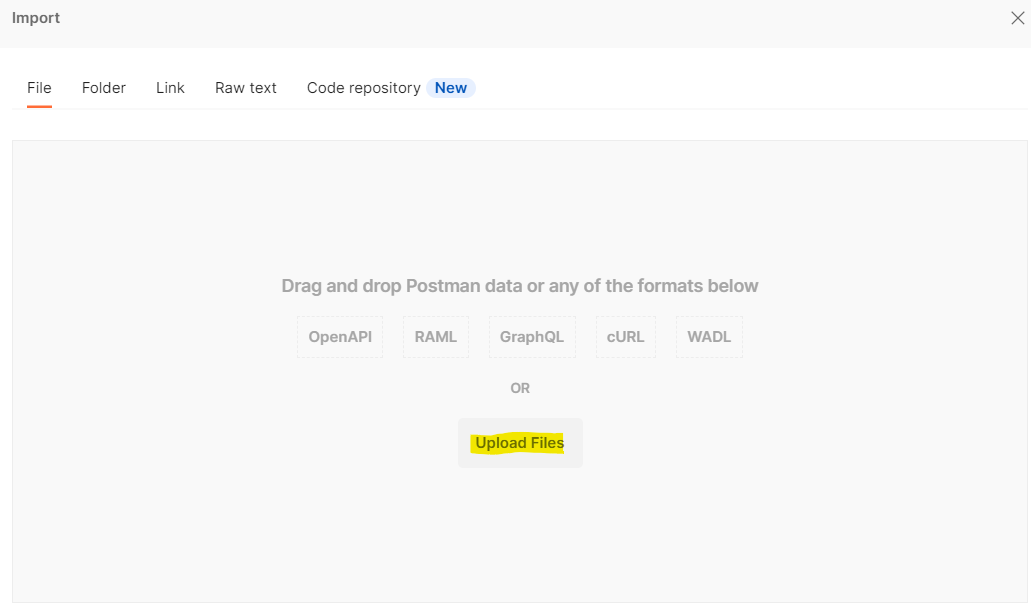 Import
File Folder Link Raw text Code repository New
Drag and drop Postman data or any of the formats below
OpenAPI RAML GraphQL cURL WADL
OR
Upload Files